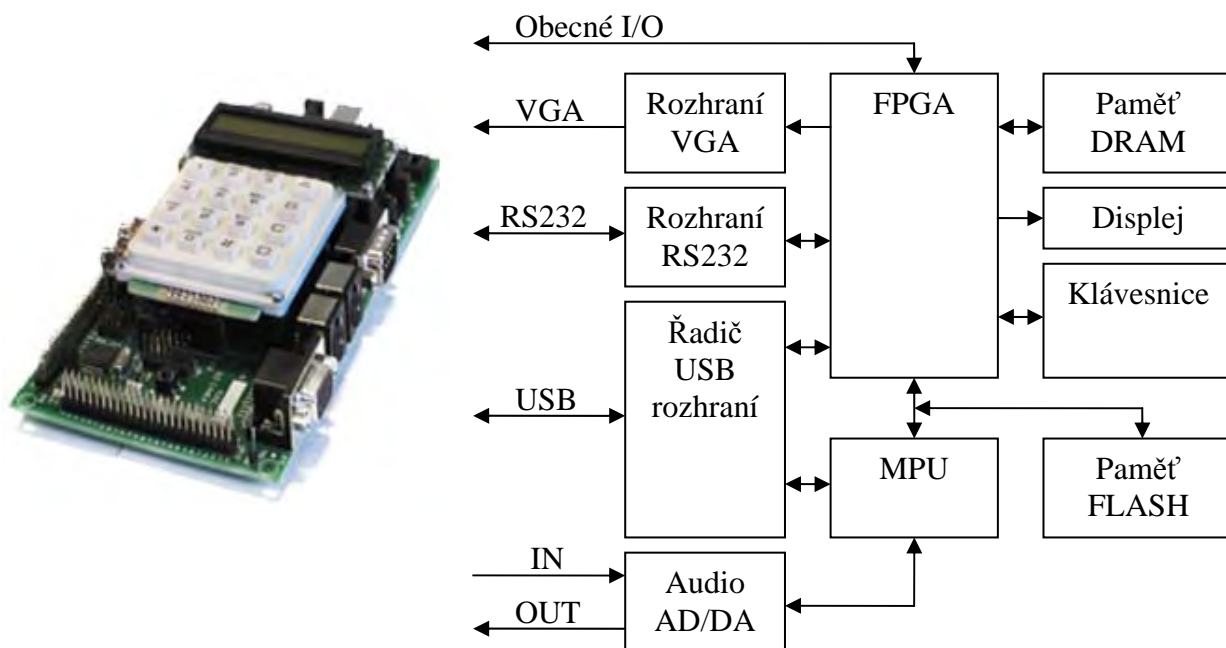 Obecné I/O
VGA
Rozhraní
VGA
FPGA
Paměť
DRAM
RS232
Rozhraní
RS232
Displej
Klávesnice
USB
Řadič
USB
rozhraní
MPU
Paměť
FLASH
IN
OUT
Audio
AD/DA